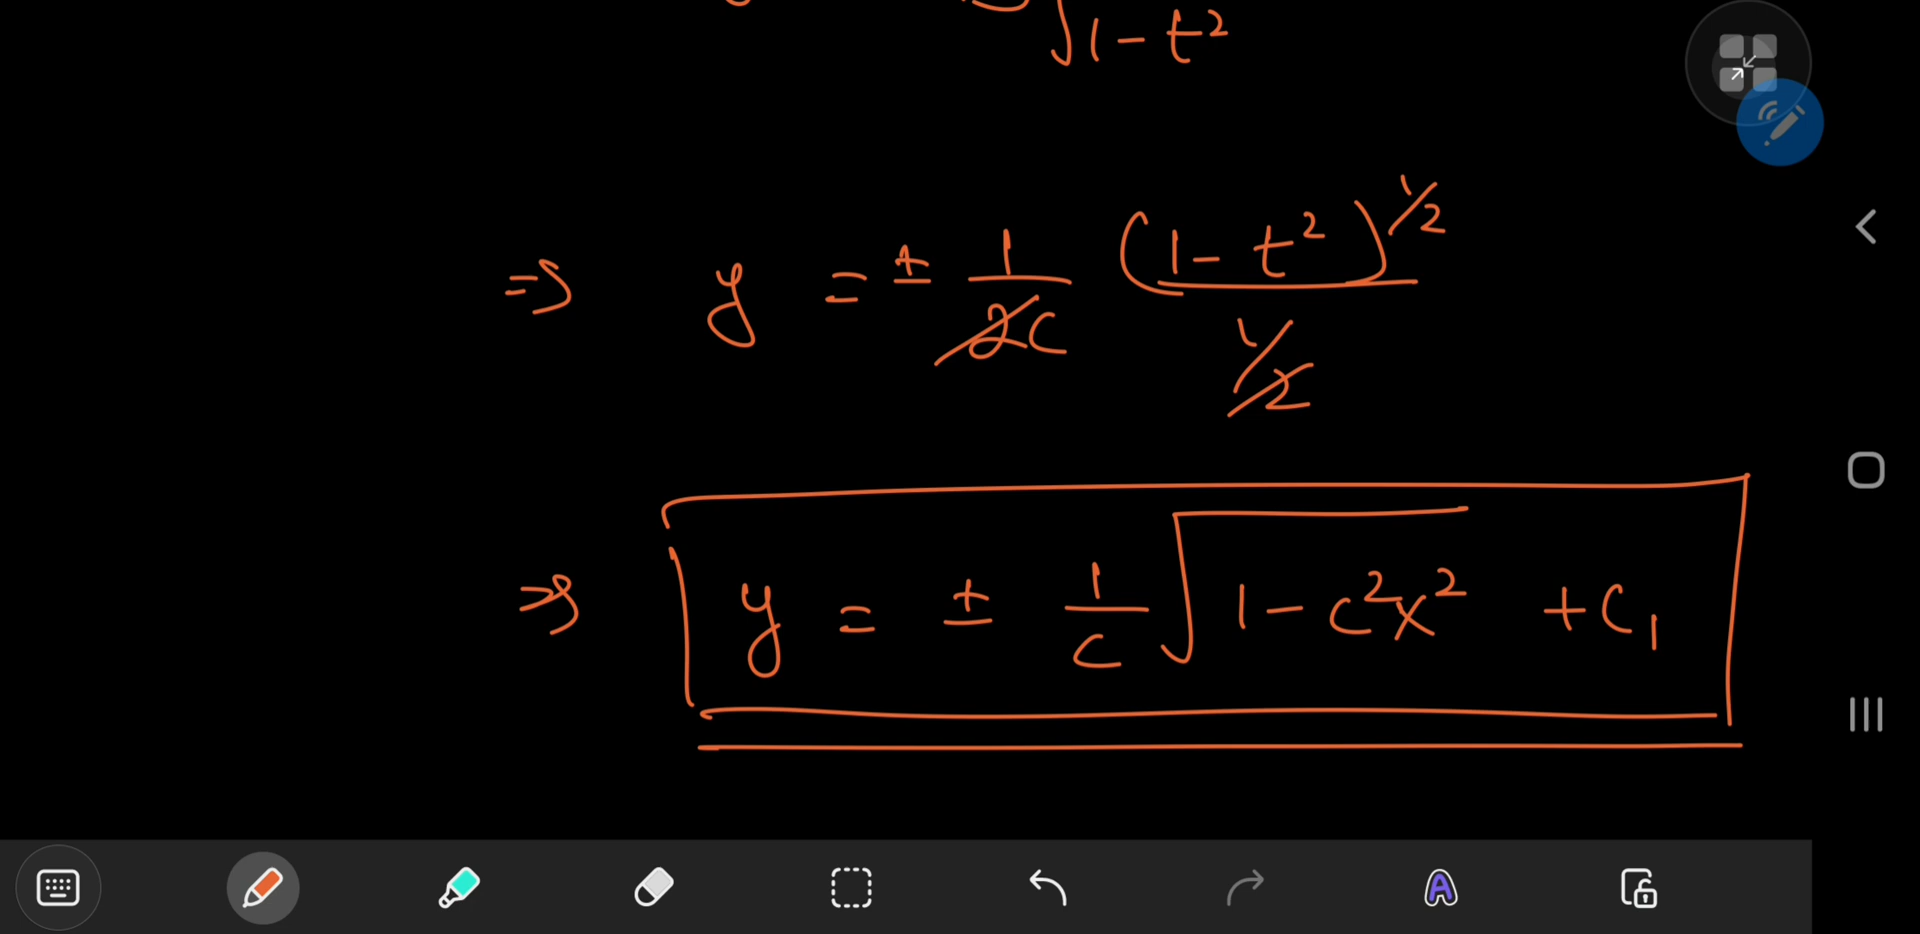 √1 - t²
⇒ y = ± 1/2c (1 - t²)^1/2 / 1/2
⇒ y = ± 1/c √1 - c²x² + c₁
A